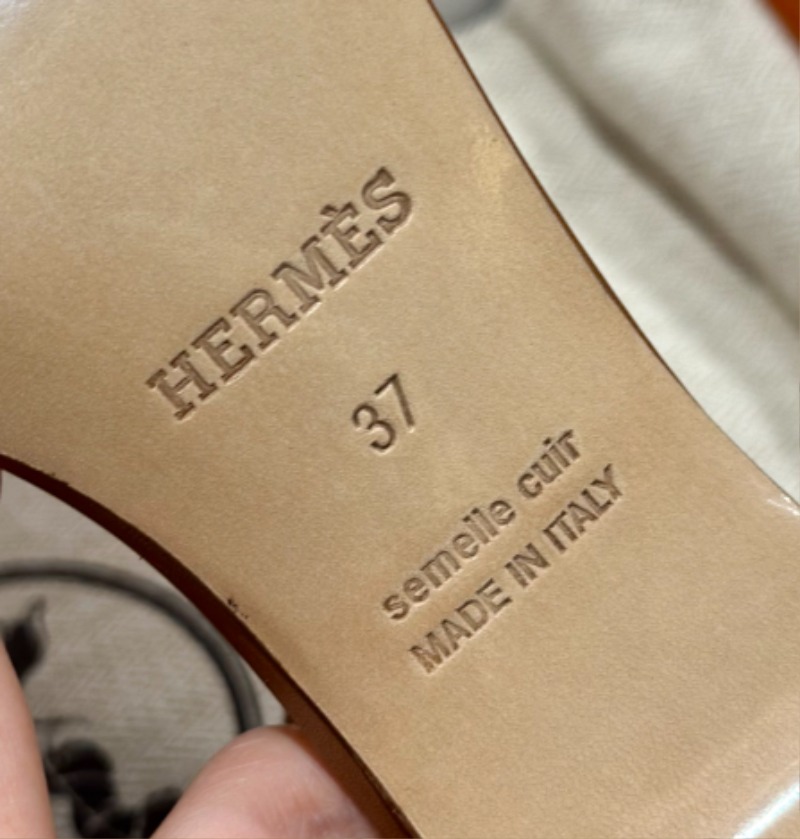 HERMÈS
37
semelle cuir
MADE IN ITALY